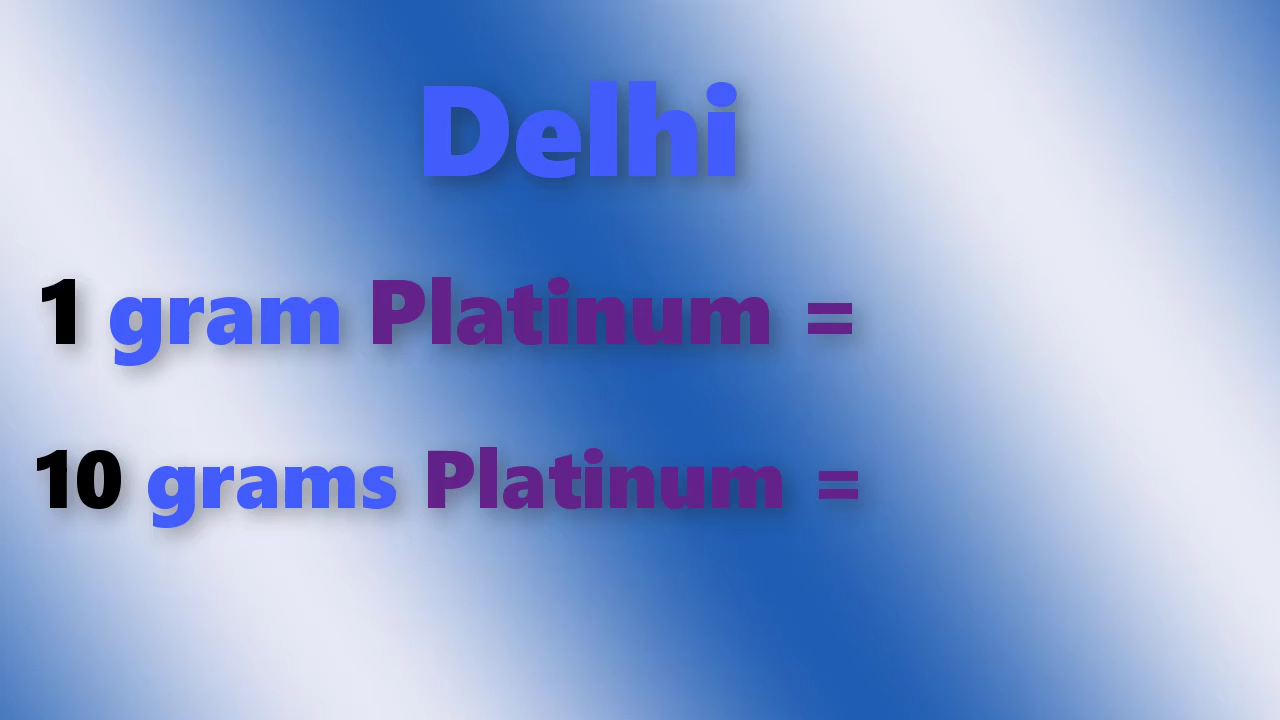 Delhi
1 gram Platinum =
10 grams Platinum =